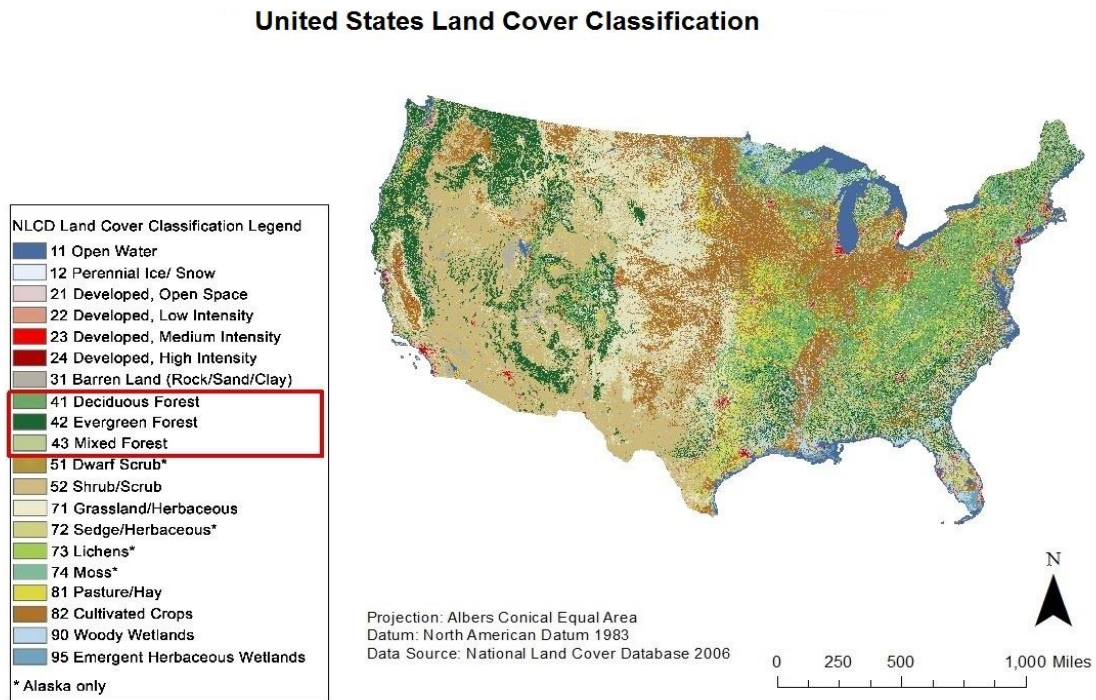 United States Land Cover Classification
NLCD Land Cover Classification Legend
11 Open Water
12 Perennial Ice/ Snow
21 Developed, Open Space
22 Developed, Low Intensity
23 Developed, Medium Intensity
24 Developed, High Intensity
31 Barren Land (Rock/Sand/Clay)
41 Deciduous Forest
42 Evergreen Forest
43 Mixed Forest
51 Dwarf Scrub*
52 Shrub/Scrub
71 Grassland/Herbaceous
72 Sedge/Herbaceous*
73 Lichens*
74 Moss*
81 Pasture/Hay
82 Cultivated Crops
90 Woody Wetlands
95 Emergent Herbaceous Wetlands
* Alaska only
Projection: Albers Conical Equal Area
Datum: North American Datum 1983
Data Source: National Land Cover Database 2006
N
0 250 500 1,000 Miles